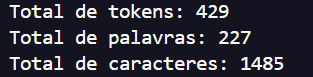 Total de tokens: 429
Total de palavras: 227
Total de caracteres: 1485